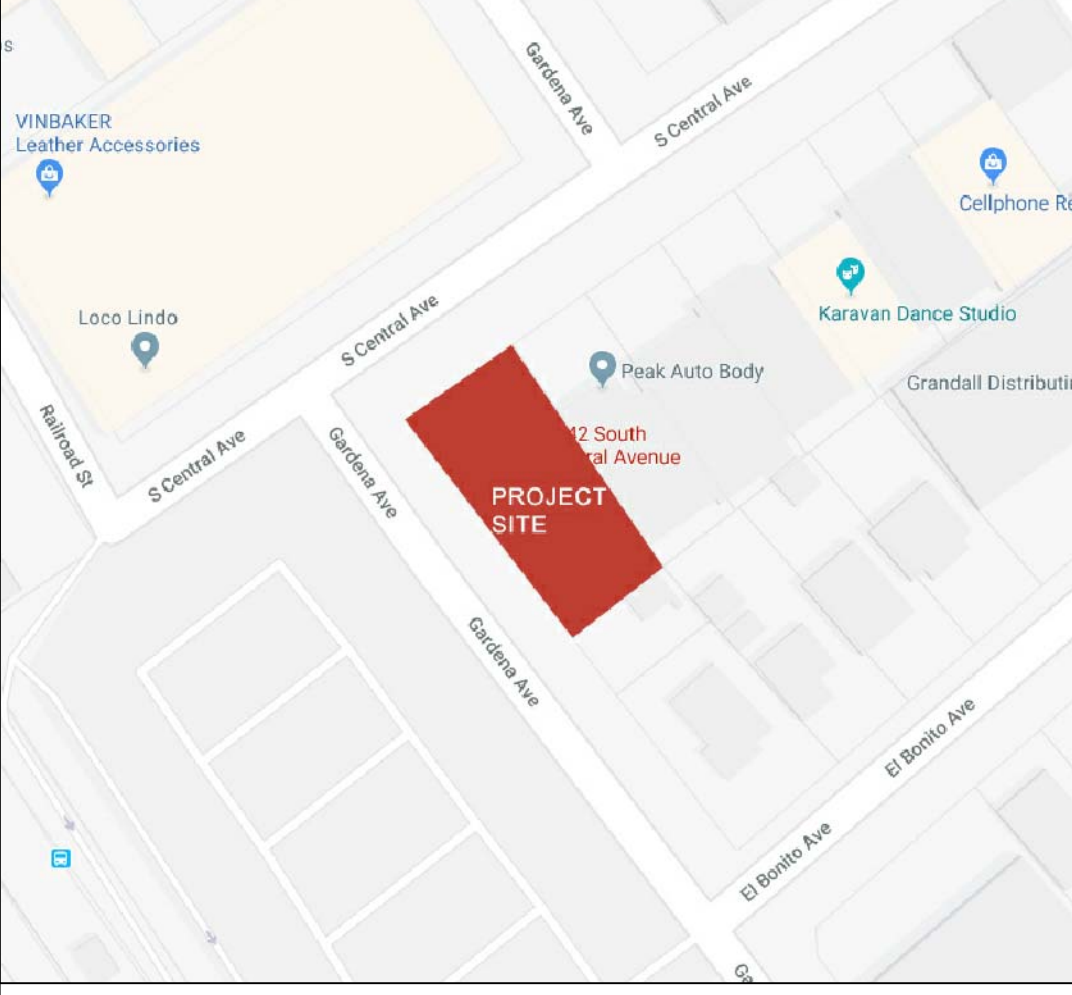 s
Gardena Ave
S Central Ave
VINBAKER
Leather Accessories
Cellphone Re
Karavan Dance Studio
S Central Ave
Loco Lindo
Peak Auto Body
Grandall Distributi
Railroad St
S Central Ave
Gardena Ave
42 South
ral Avenue
PROJECT
SITE
Gardena Ave
El Bonito Ave
El Bonito Ave
Ga